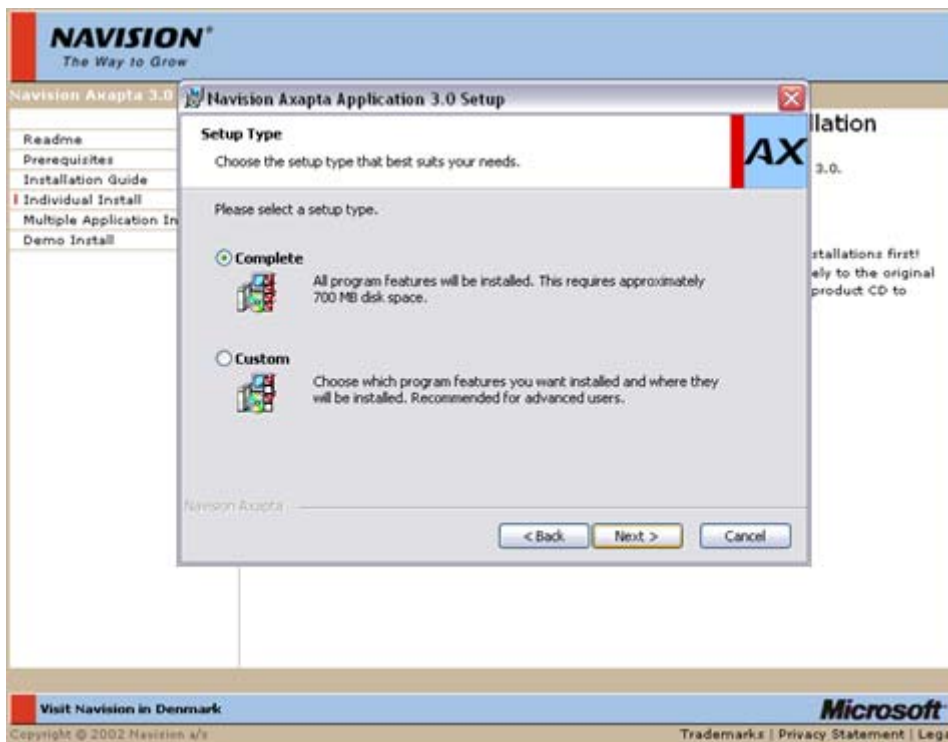 NAVISION®
The Way to Grow
Navision Axapta 3.0
Navision Axapta Application 3.0 Setup
Setup Type
Choose the setup type that best suits your needs.
AX
Please select a setup type.
Complete
All program features will be installed. This requires approximately
700 MB disk space.
Custom
Choose which program features you want installed and where they
will be installed. Recommended for advanced users.
Navision Axapta
< Back
Next >
Cancel
Readme
Prerequisites
Installation Guide
Individual Install
Multiple Application In
Demo Install
llation
3.0.
stallations first!
ely to the original
product CD to
Visit Navision in Denmark
Microsoft
Copyright © 2002 Navision a/s
Trademarks | Privacy Statement | Lega